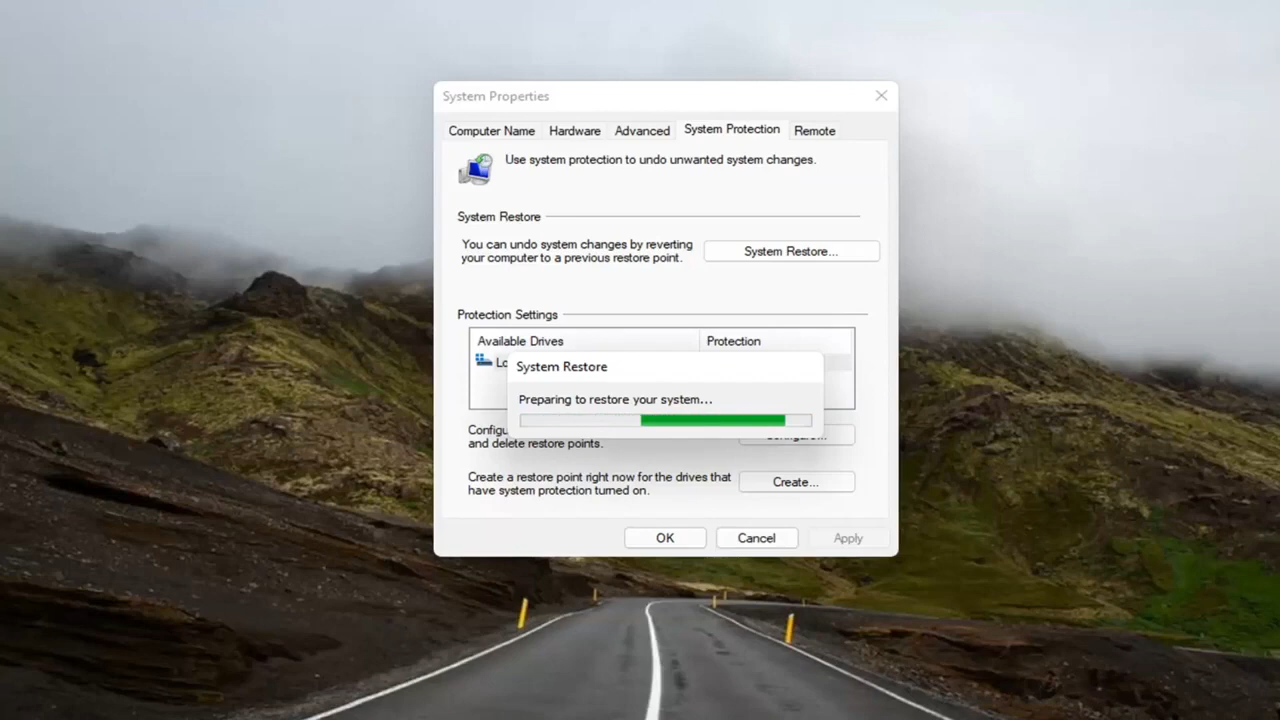 System Properties
Computer Name
Hardware
Advanced
System Protection
Remote
Use system protection to undo unwanted system changes.
System Restore
You can undo system changes by reverting
your computer to a previous restore point.
System Restore...
Protection Settings
Available Drives
Protection
System Restore
Preparing to restore your system...
and delete restore points.
Create a restore point right now for the drives that
have system protection turned on.
Create...
OK
Cancel
Apply